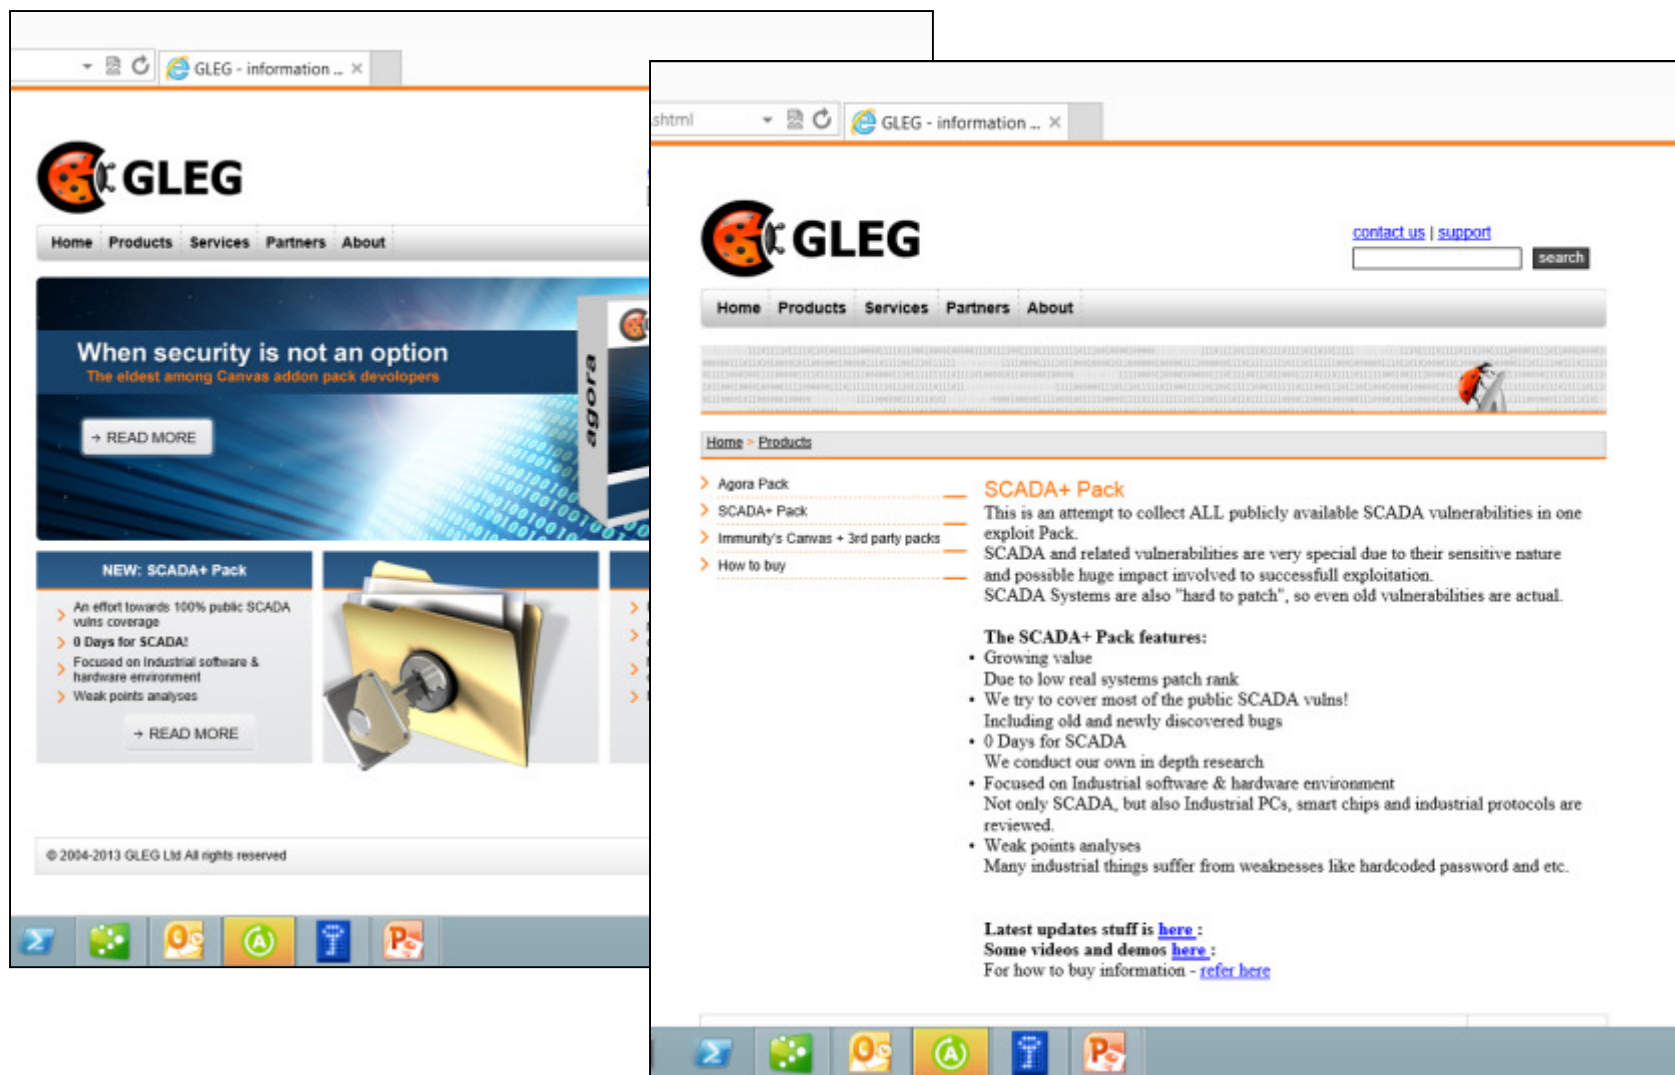 GLEG - information ...
GLEG
Home Products Services Partners About
When security is not an option
The eldest among Canvas addon pack devolopers
→ READ MORE
agora
NEW: SCADA+ Pack
An effort towards 100% public SCADA
vulns coverage
0 Days for SCADA!
Focused on Industrial software &
hardware environment
Weak points analyses
→ READ MORE
© 2004-2013 GLEG Ltd All rights reserved
shtml
GLEG - information ...
GLEG
contact us | support
search
Home Products Services Partners About
Home > Products
Agora Pack
SCADA+ Pack
Immunity's Canvas + 3rd party packs
How to buy
SCADA+ Pack
This is an attempt to collect ALL publicly available SCADA vulnerabilities in one
exploit Pack.
SCADA and related vulnerabilities are very special due to their sensitive nature
and possible huge impact involved to successfull exploitation.
SCADA Systems are also "hard to patch", so even old vulnerabilities are actual.
The SCADA+ Pack features:
• Growing value
Due to low real systems patch rank
• We try to cover most of the public SCADA vulns!
Including old and newly discovered bugs
• 0 Days for SCADA
We conduct our own in depth research
• Focused on Industrial software & hardware environment
Not only SCADA, but also Industrial PCs, smart chips and industrial protocols are
reviewed.
• Weak points analyses
Many industrial things suffer from weaknesses like hardcoded password and etc.
Latest updates stuff is here :
Some videos and demos here :
For how to buy information - refer here